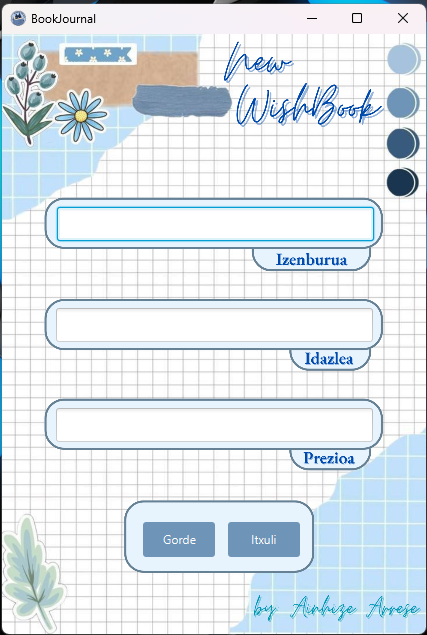 BookJournal
New
WishBook
Izenburua
Idazlea
Prezioa
Gorde Itxuli
by Ainhize Arrese